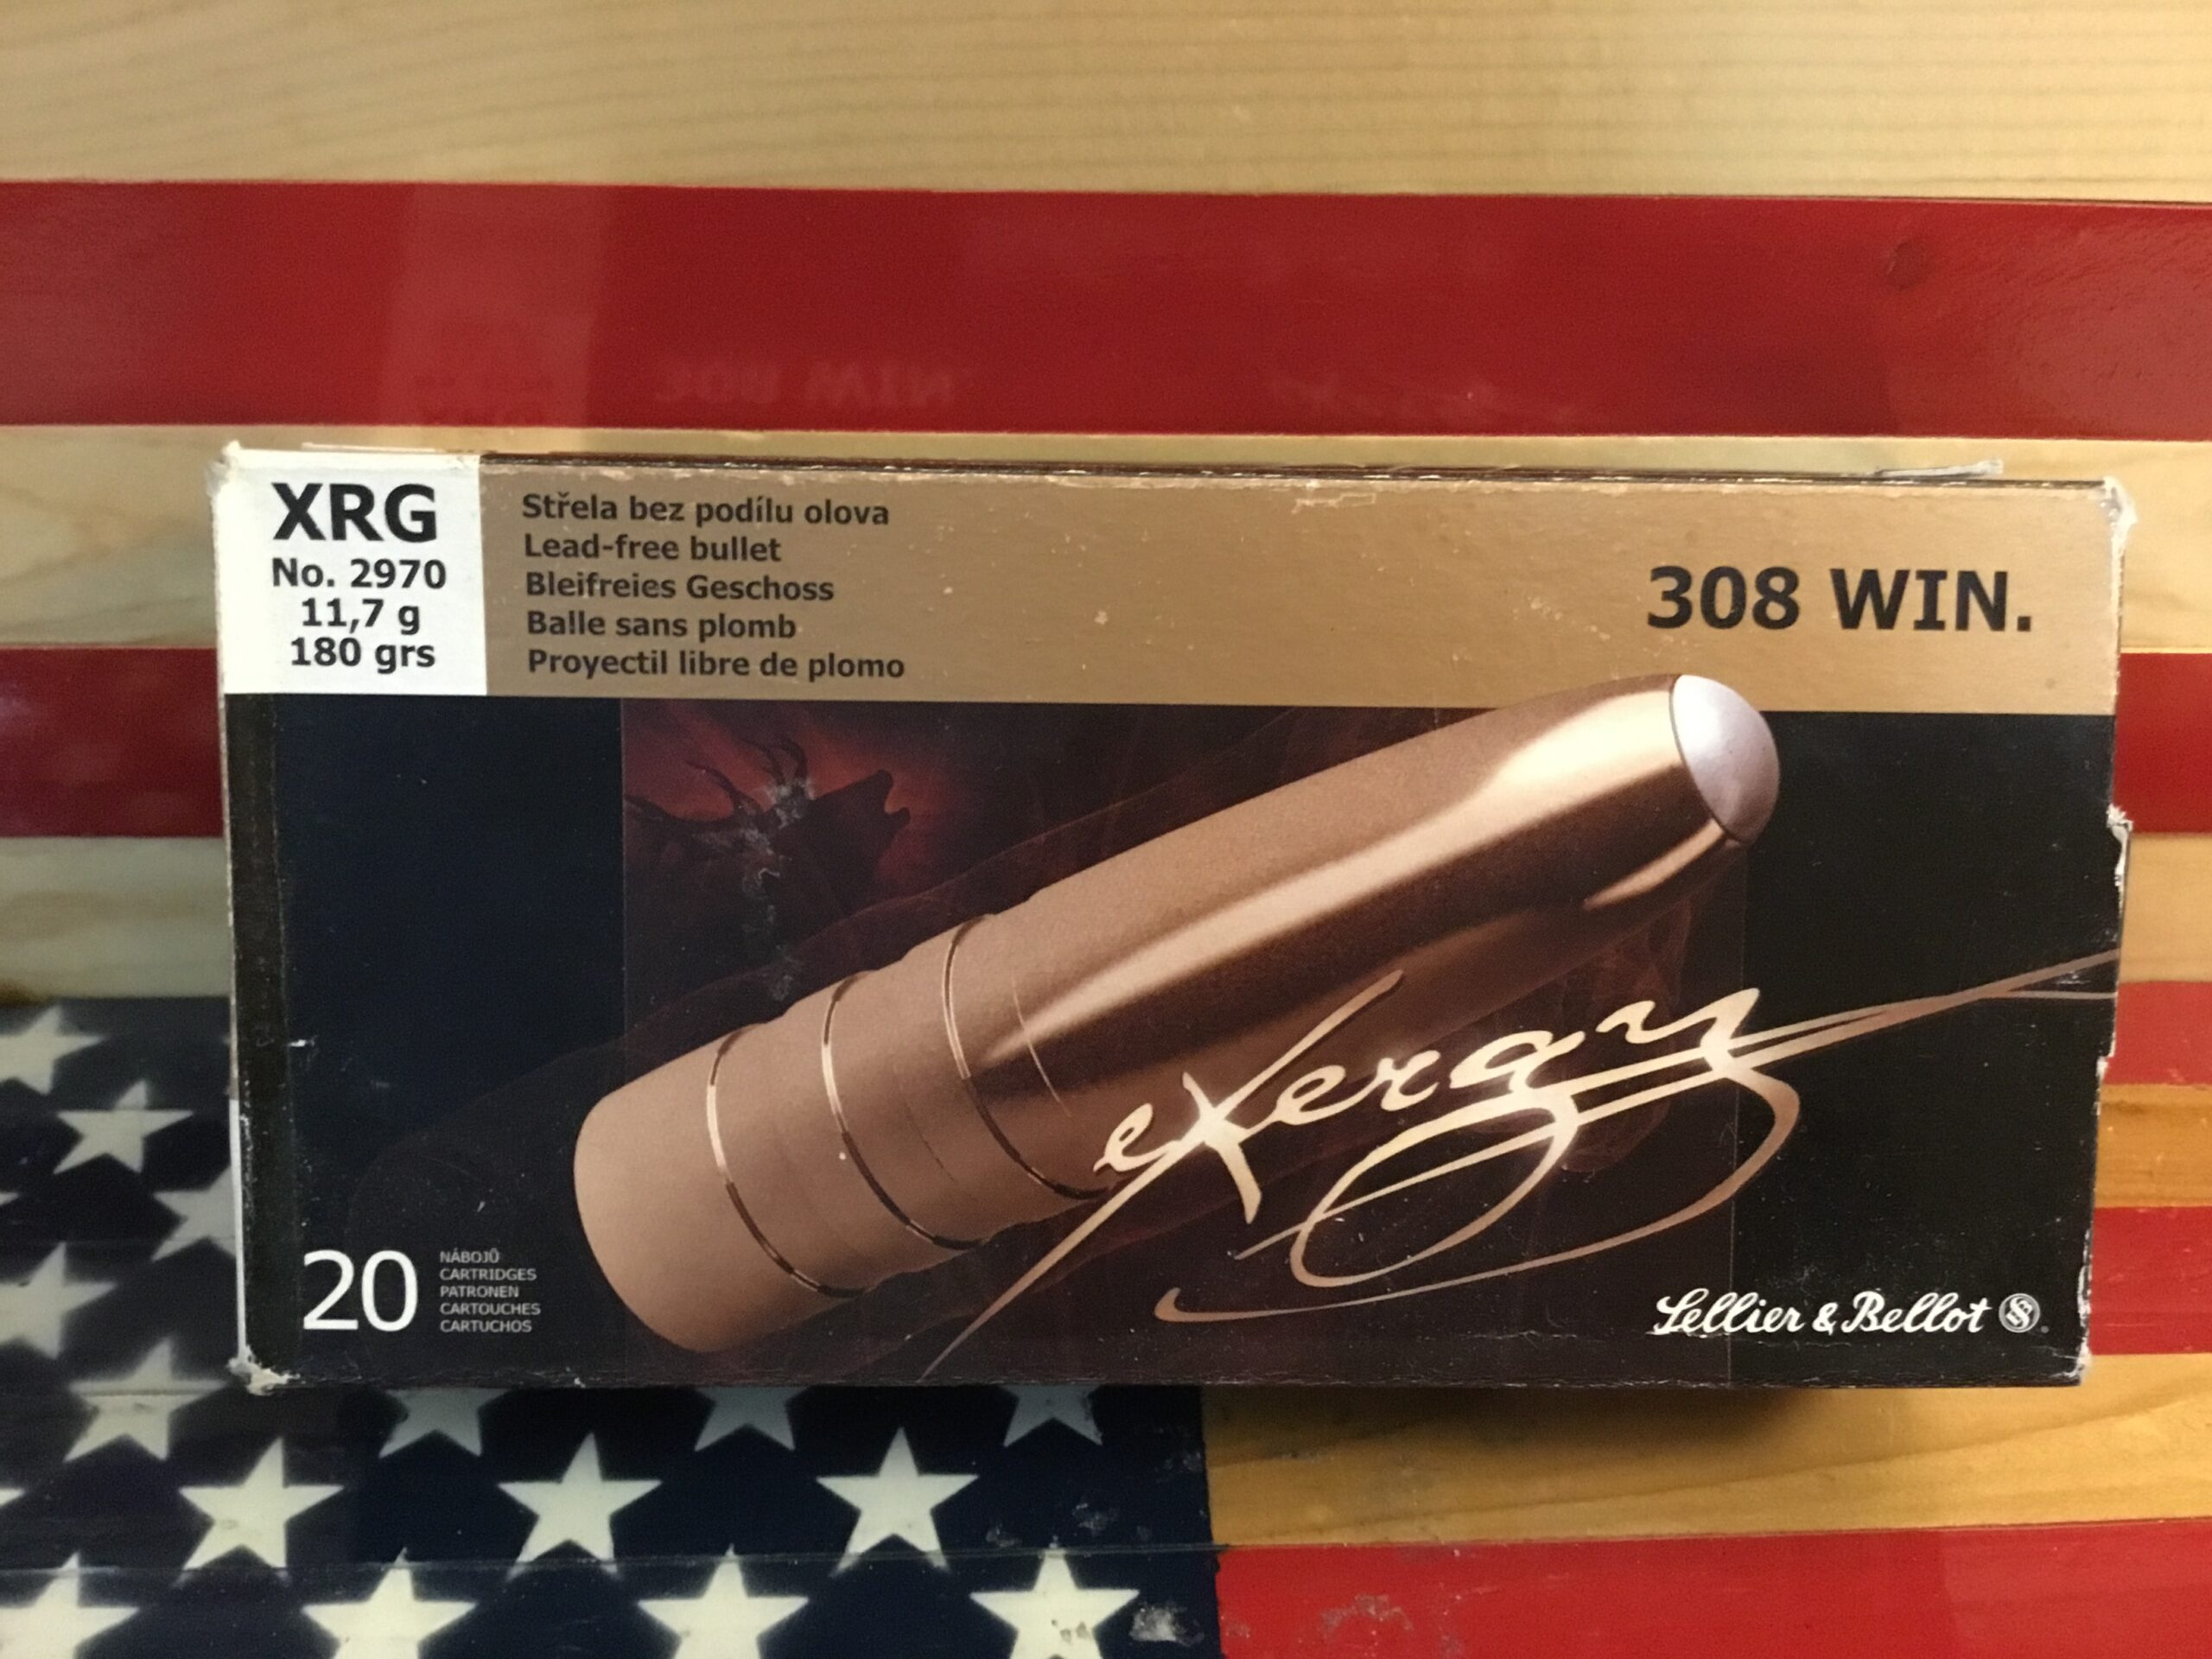 XRG
No. 2970
11,7 g
180 grs
Střela bez podílu olova
Lead-free bullet
Bleifreies Geschoss
Balle sans plomb
Proyectil libre de plomo
308 WIN.
exergy
20
NÁBOJŮ
CARTRIDGES
PATRONEN
CARTOUCHES
CARTUCHOS
Sellier & Bellot